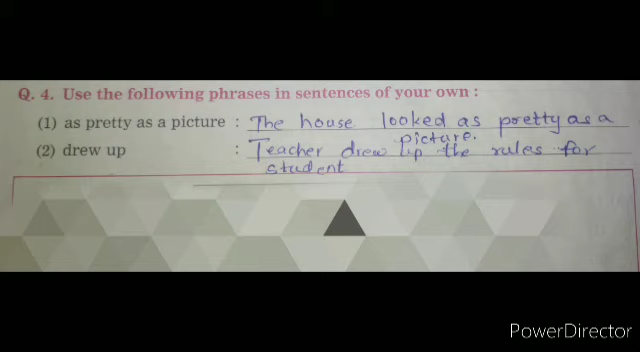 Q. 4. Use the following phrases in sentences of your own :
(1) as pretty as a picture : The house looked as pretty as a
picture.
(2) drew up : Teacher drew up the rules for
student
PowerDirector